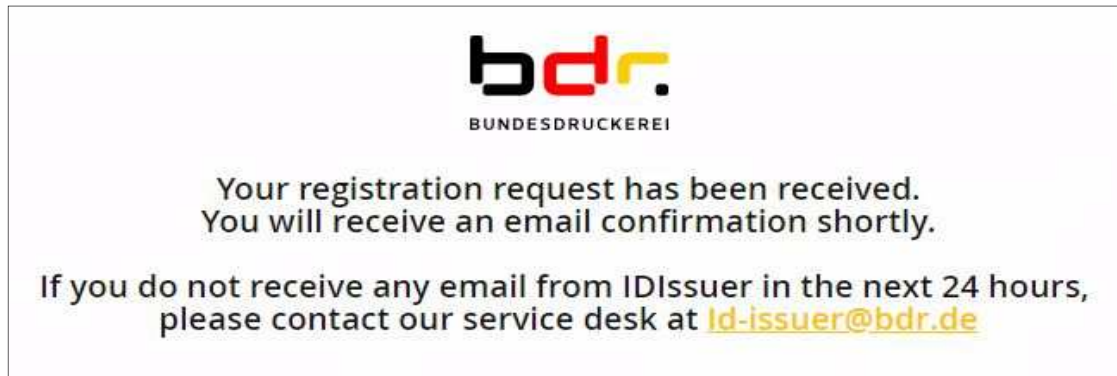 bdr.
BUNDESDRUCKEREI
Your registration request has been received.
You will receive an email confirmation shortly.
If you do not receive any email from IDIssuer in the next 24 hours,
please contact our service desk at Id-issuer@bdr.de